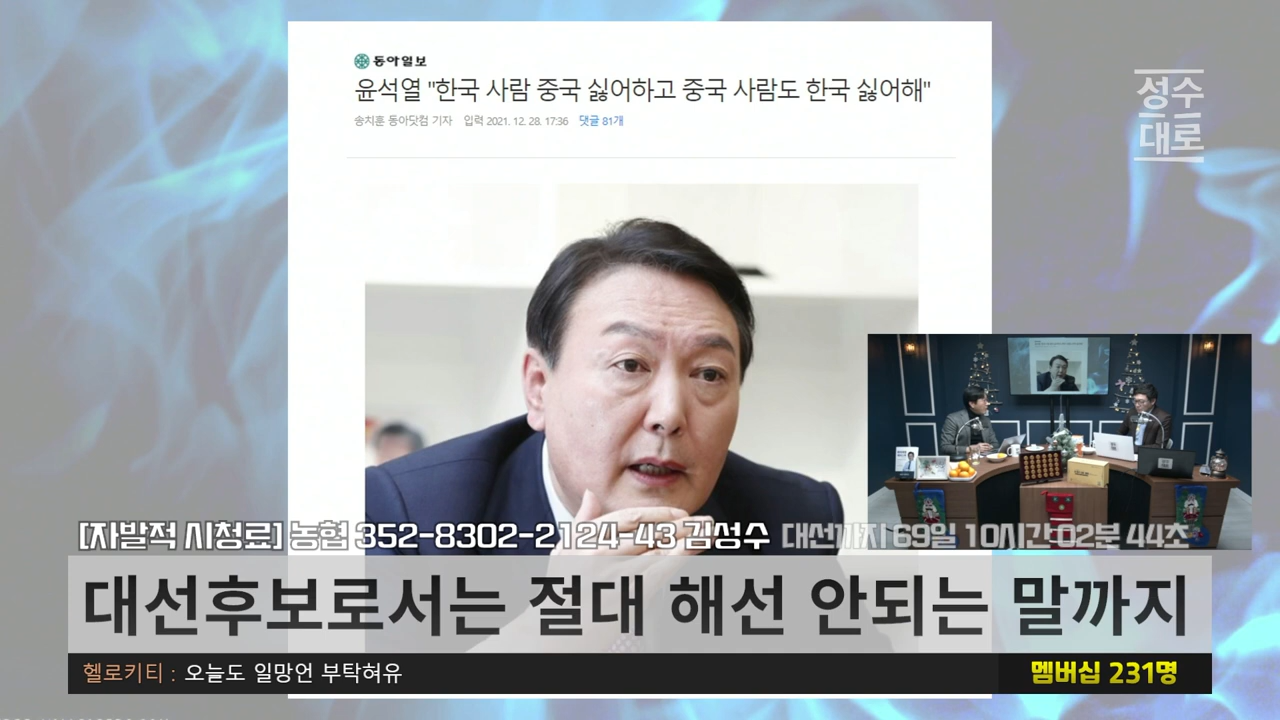 동아일보
윤석열 "한국 사람 중국 싫어하고 중국 사람도 한국 싫어해"
송치훈 동아닷컴 기자 입력 2021. 12. 28. 17:36 댓글 81개
성수
대로
[자발적 시청료] 농협 352-8302-2124-43 김성수 대선까지 69일 10시간 02분 44초
대선후보로서는 절대 해선 안되는 말까지
헬로키티 : 오늘도 일망언 부탁혀유
멤버십 231명